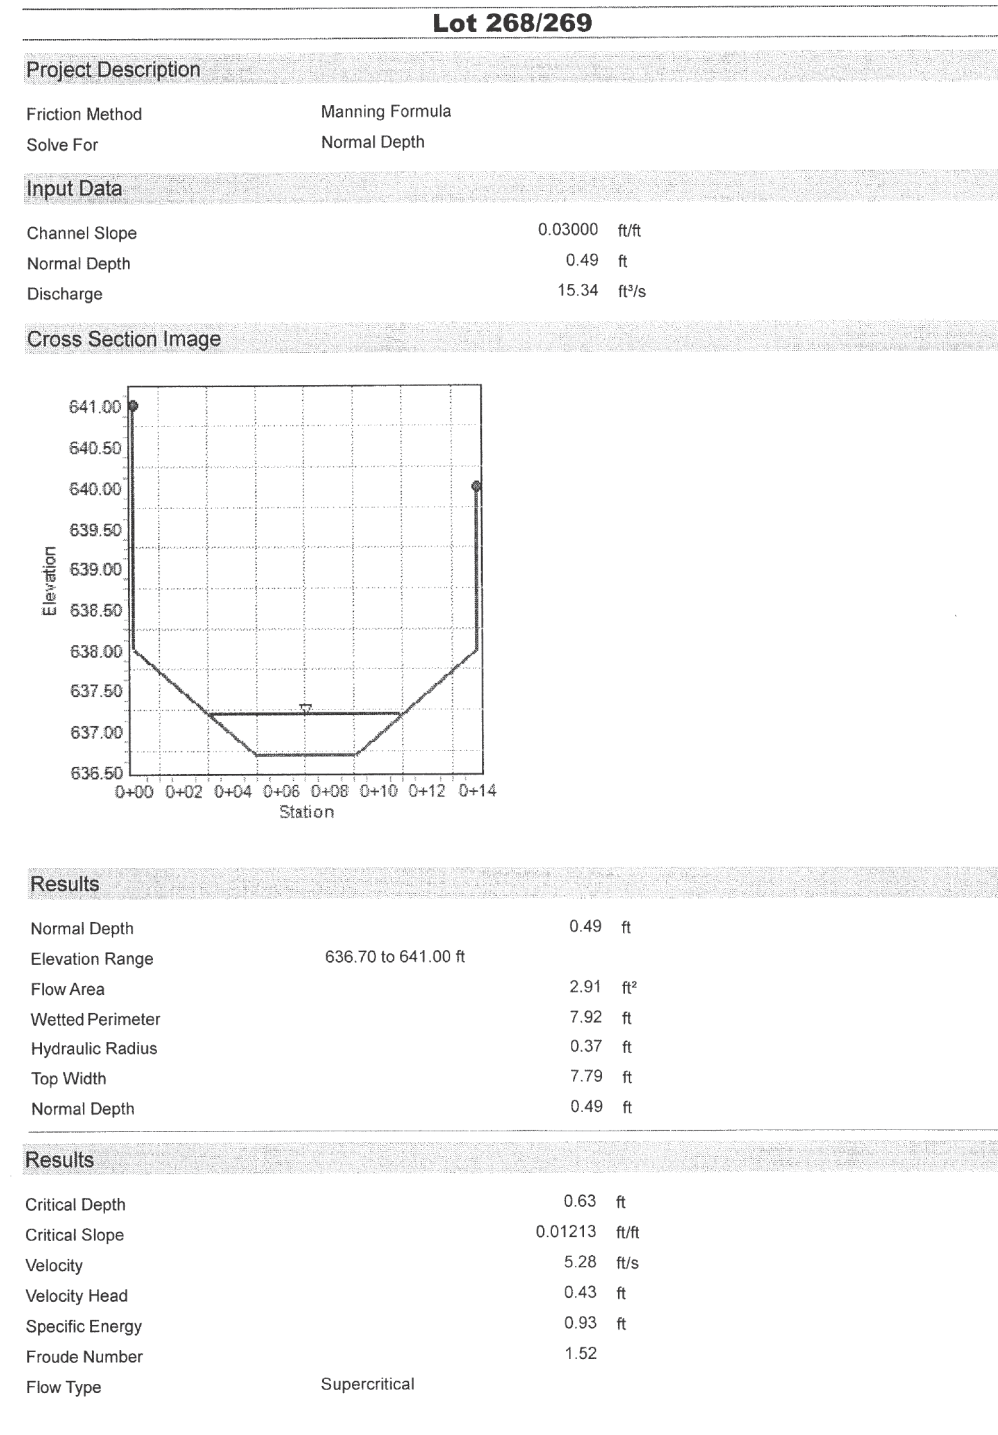 Lot 268/269
Project Description
Friction Method Manning Formula
Solve For Normal Depth
Input Data
Channel Slope 0.03000 ft/ft
Normal Depth 0.49 ft
Discharge 15.34 ft³/s
Cross Section Image
641.00
640.50
640.00
639.50
639.00
638.50
638.00
637.50
637.00
636.50
Elevation
0+00 0+02 0+04 0+06 0+08 0+10 0+12 0+14
Station
Results
Normal Depth 0.49 ft
Elevation Range 636.70 to 641.00 ft
Flow Area 2.91 ft²
Wetted Perimeter 7.92 ft
Hydraulic Radius 0.37 ft
Top Width 7.79 ft
Normal Depth 0.49 ft
Results
Critical Depth 0.63 ft
Critical Slope 0.01213 ft/ft
Velocity 5.28 ft/s
Velocity Head 0.43 ft
Specific Energy 0.93 ft
Froude Number 1.52
Flow Type Supercritical